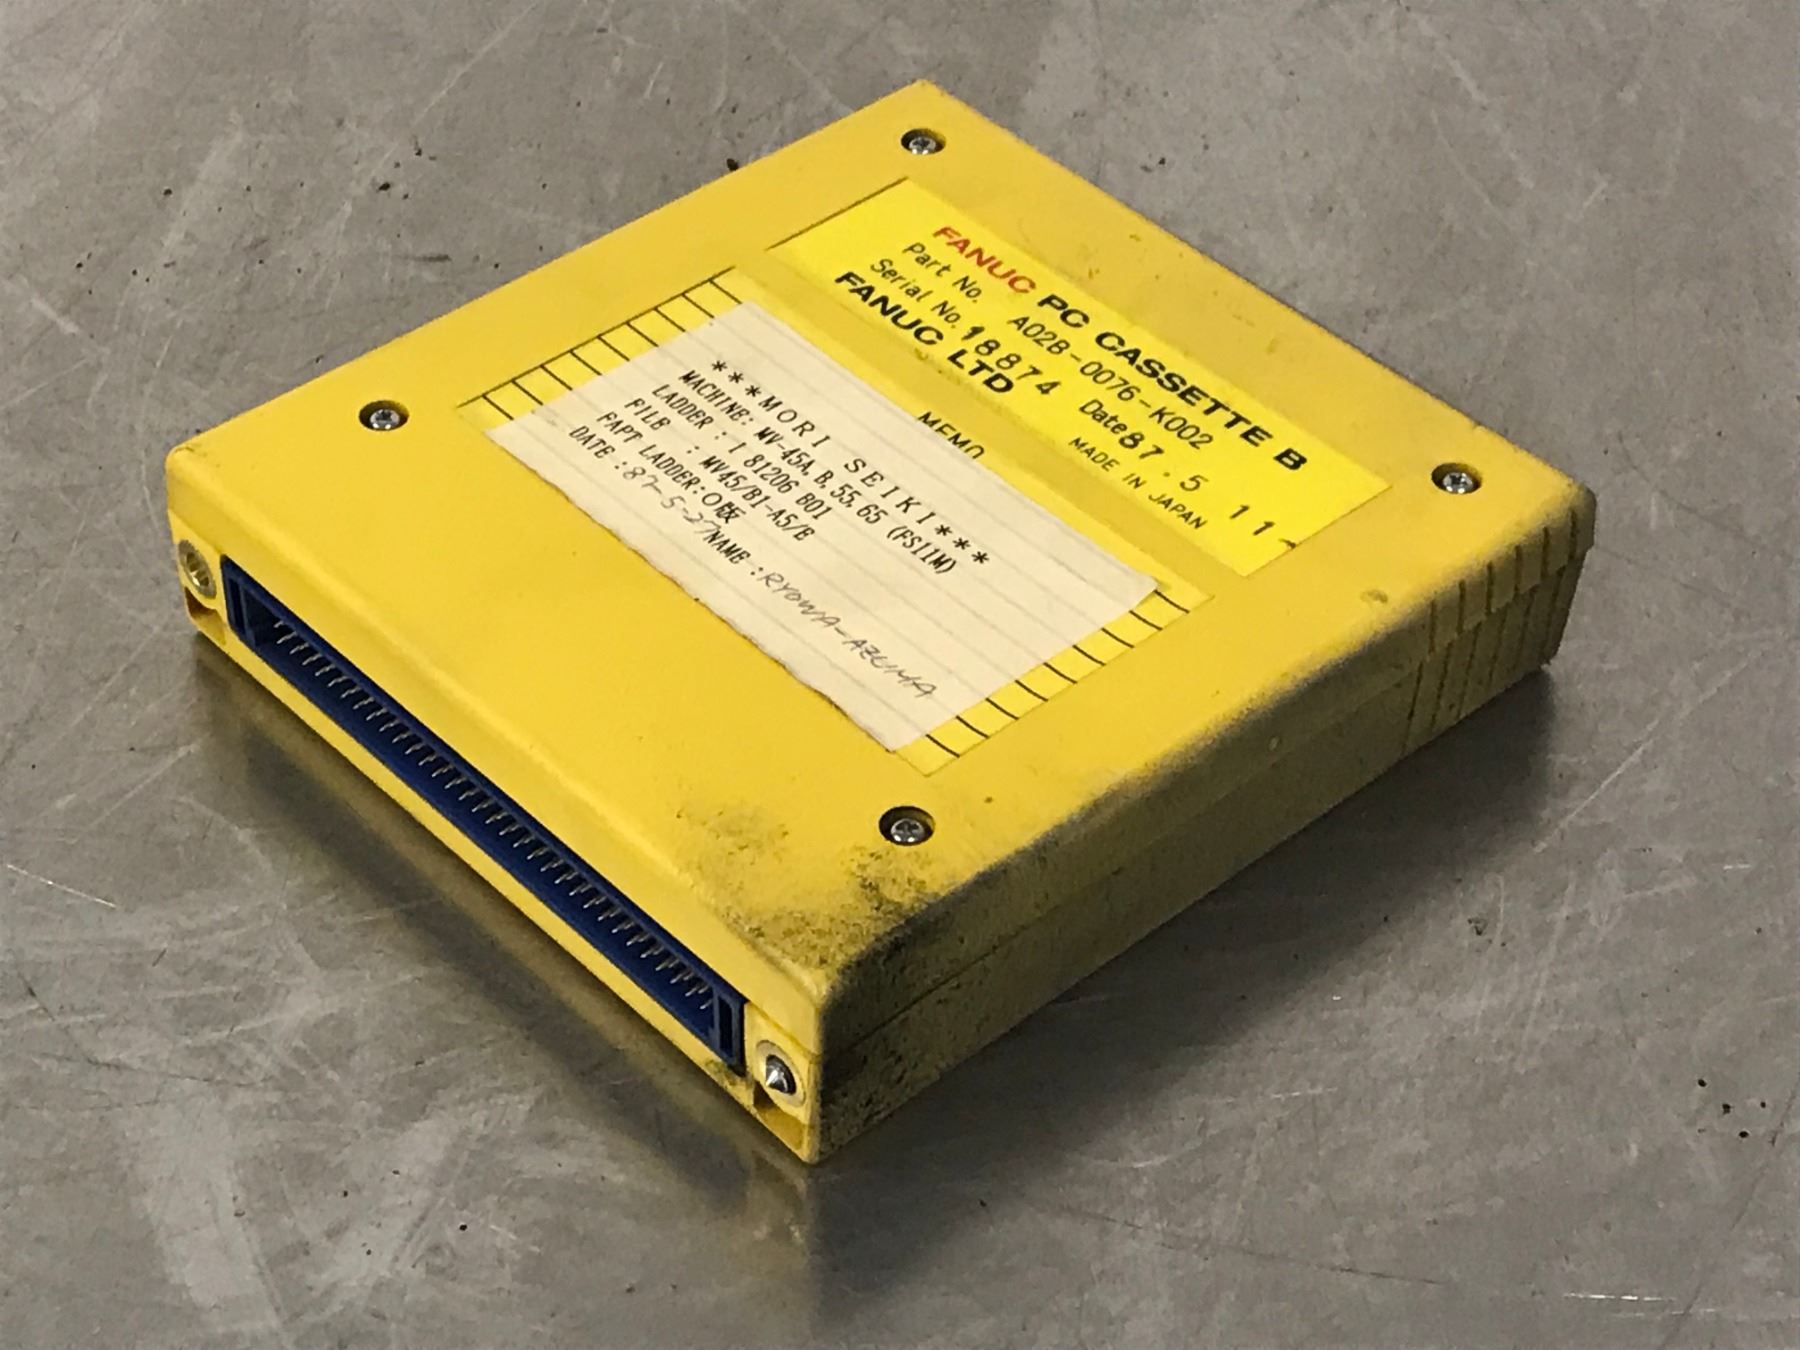 FANUC PC CASSETTE B
Part No. A02B-0076-K002
Serial No. 18874 Date 87.5 11
FANUC LTD MADE IN JAPAN
MEMO
***MORI SEIKI***
MACHINE: MV-45A,B,55,65 (FS11M)
LADDER : I 81206 B01
FILE : MV45/B1-A5/E
FAPT LADDER:O版
DATE :87-5-27 NAME :RYOWA-AZUMA